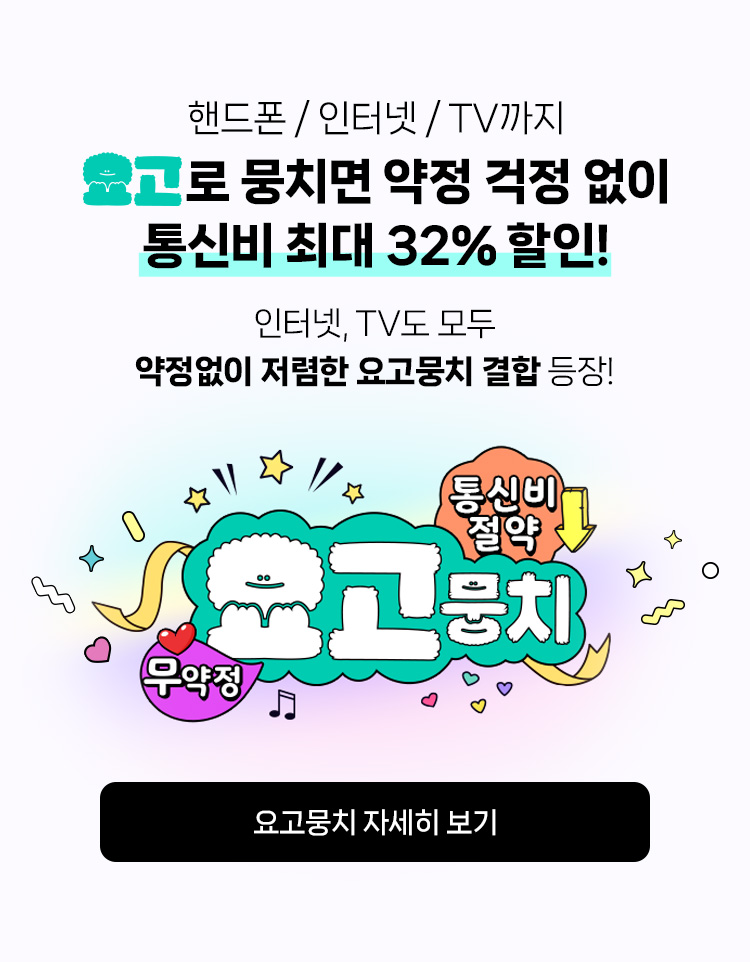 핸드폰 / 인터넷 / TV까지
요고로 뭉치면 약정 걱정 없이
통신비 최대 32% 할인!
인터넷, TV도 모두
약정없이 저렴한 요고뭉치 결합 등장!
통신비
절약
요고뭉치
무약정
요고뭉치 자세히 보기